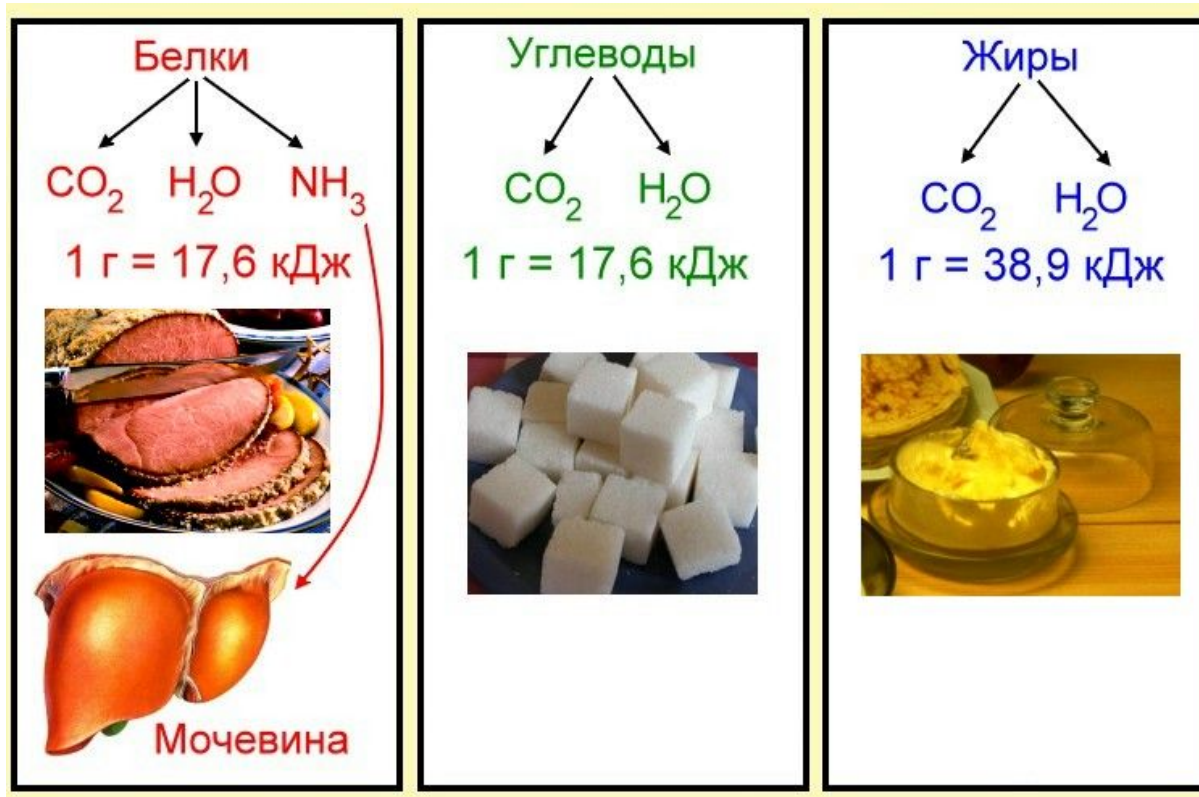 Белки
CO₂ H₂O NH₃
1 г = 17,6 кДж
Мочевина
Углеводы
CO₂ H₂O
1 г = 17,6 кДж
Жиры
CO₂ H₂O
1 г = 38,9 кДж